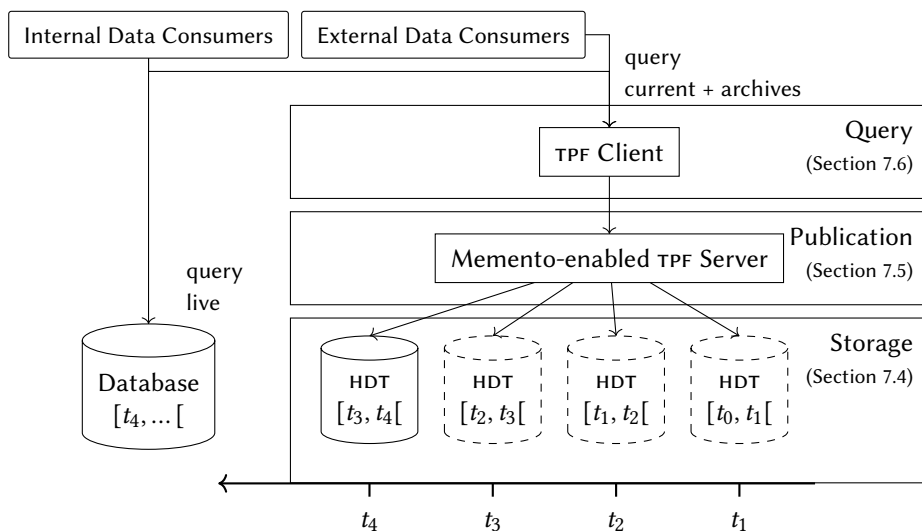 Internal Data Consumers
External Data Consumers
query
current + archives
Query
TPF Client
(Section 7.6)
Publication
Memento-enabled TPF Server
(Section 7.5)
query
live
Storage
(Section 7.4)
Database
[t4, ... [
HDT
[t3, t4[
HDT
[t2, t3[
HDT
[t1, t2[
HDT
[t0, t1[
t4
t3
t2
t1